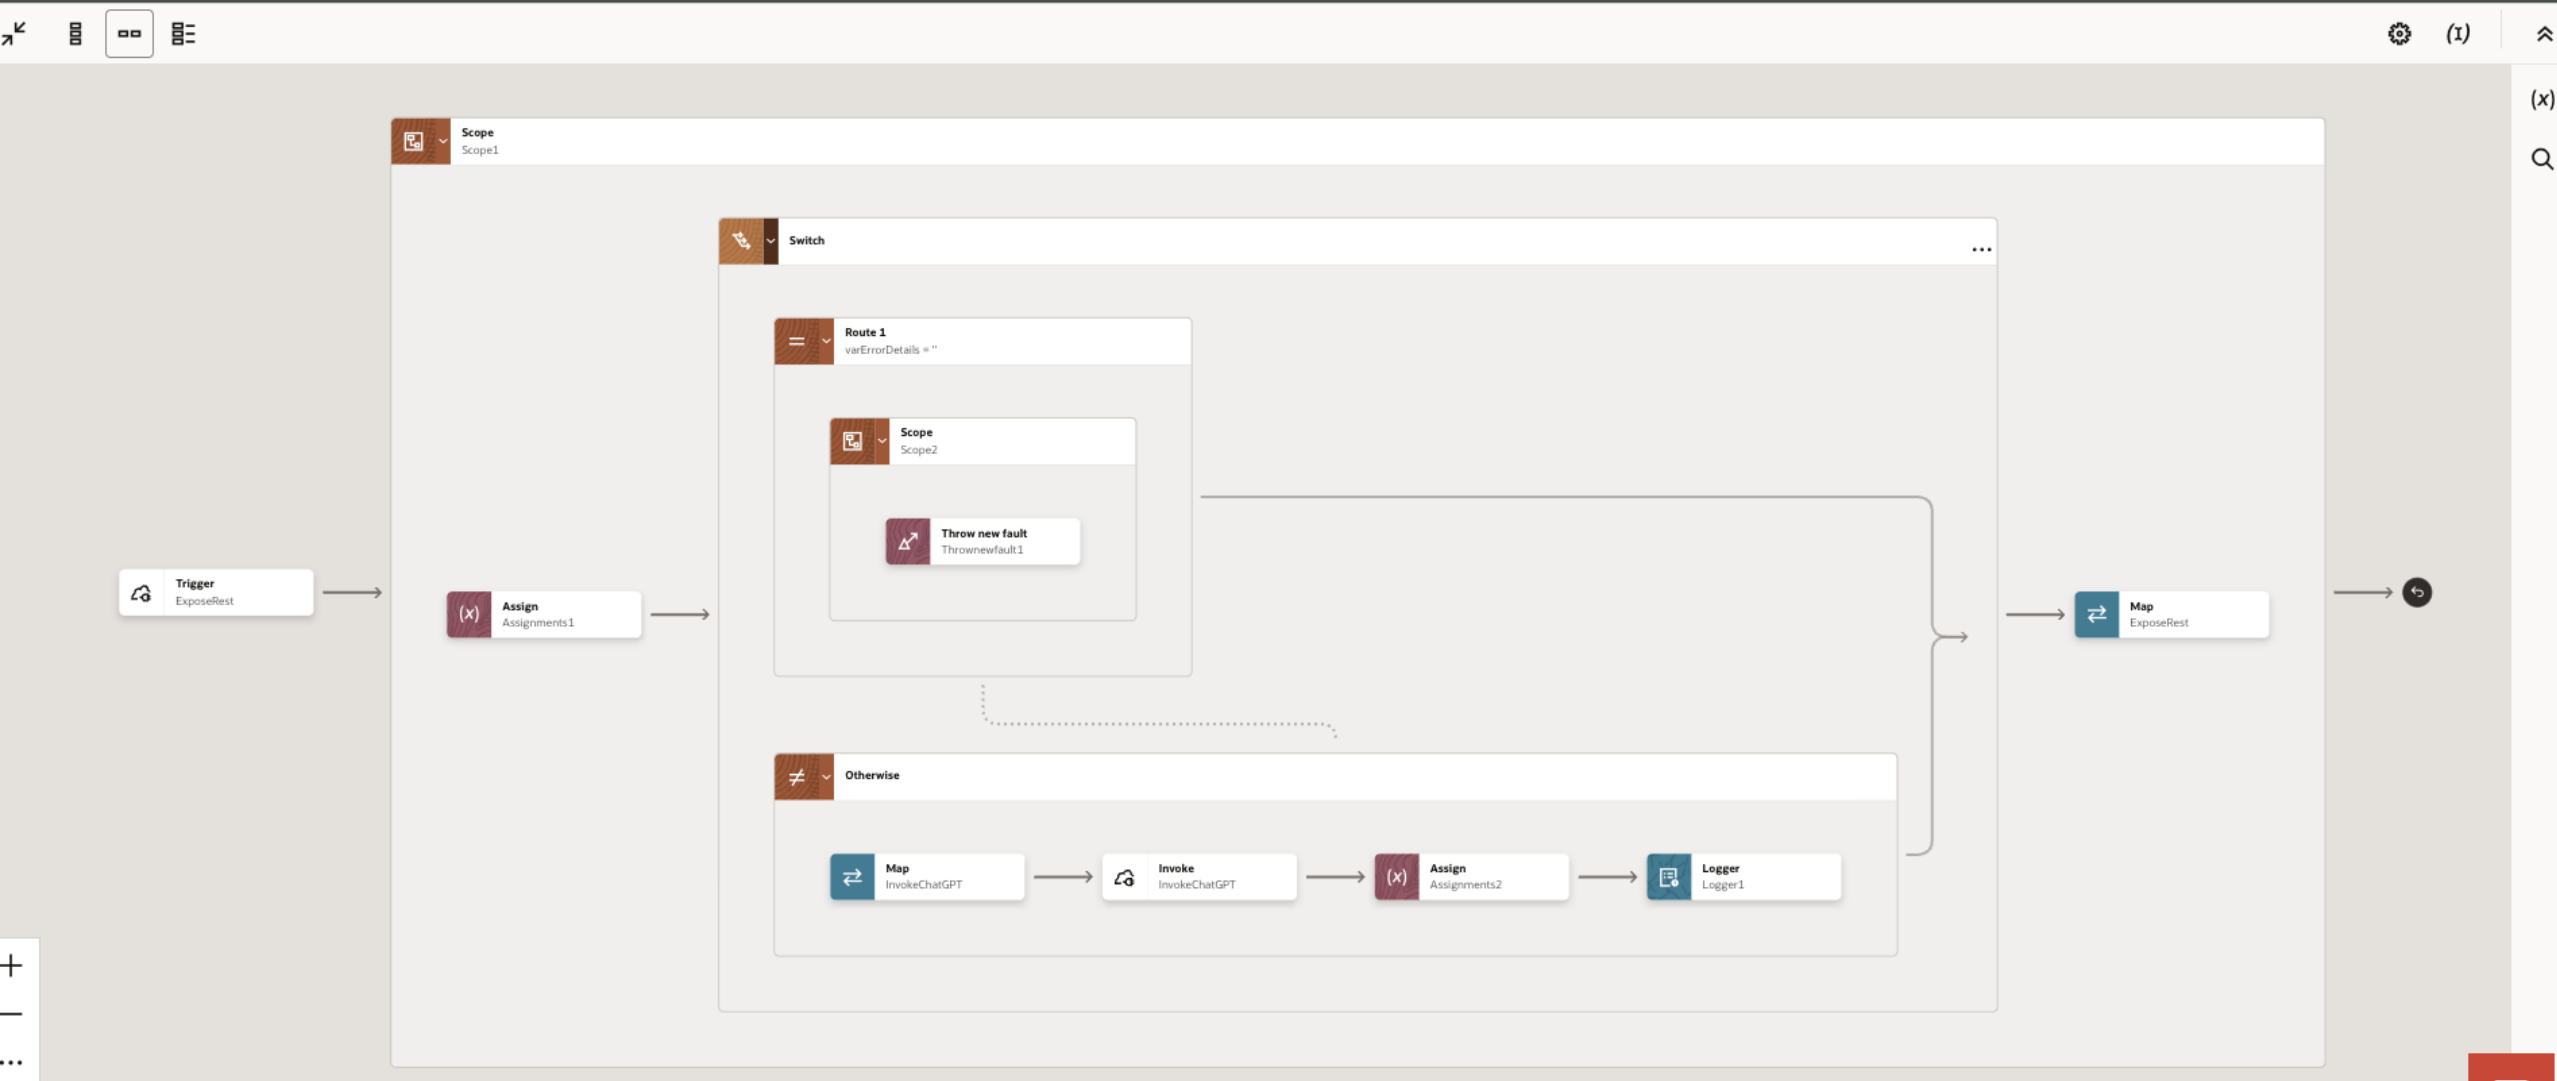 (I)
(x)
Scope
Scope1
Switch
Route 1
varErrorDetails = ''
Scope
Scope2
Throw new fault
Thrownewfault1
Trigger
ExposeRest
(x)
Assign
Assignments1
Map
ExposeRest
Otherwise
Map
InvokeChatGPT
Invoke
InvokeChatGPT
(x)
Assign
Assignments2
Logger
Logger1